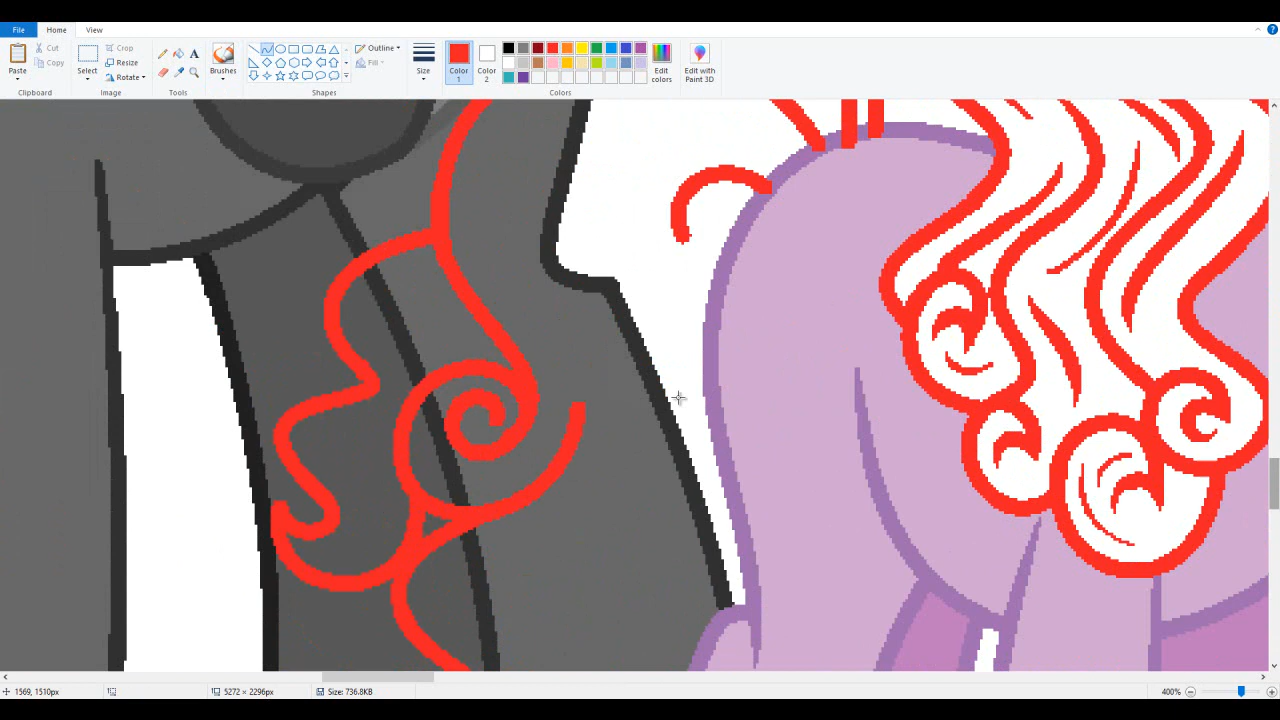 File Home View
Paste Cut Copy Clipboard
Select Crop Resize Rotate Image
A Tools
Brushes
Outline Fill Shapes
Size
Color 1 Color 2 Edit colors Colors
Edit with Paint 3D
1569, 1510px 5272 × 2296px Size: 736.8KB 400%